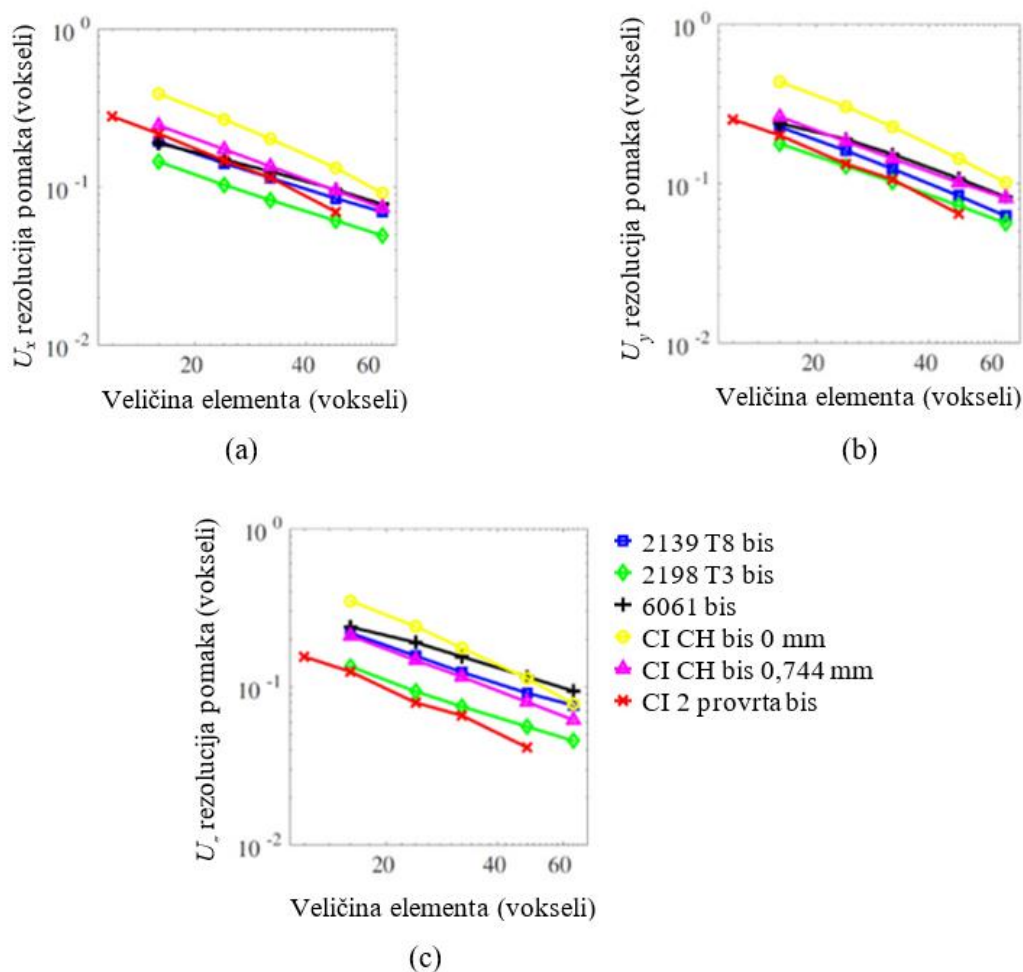 10^0
10^-1
10^-2
U_x rezolucija pomaka (vokseli)
20 40 60
Veličina elementa (vokseli)
(a)
10^0
10^-1
10^-2
U_y rezolucija pomaka (vokseli)
20 40 60
Veličina elementa (vokseli)
(b)
10^0
10^-1
10^-2
U_z rezolucija pomaka (vokseli)
20 40 60
Veličina elementa (vokseli)
(c)
2139 T8 bis
2198 T3 bis
6061 bis
CI CH bis 0 mm
CI CH bis 0,744 mm
CI 2 provrta bis